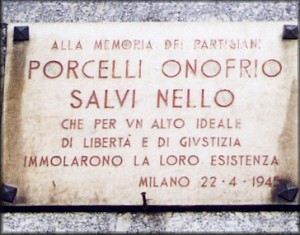 ALLA MEMORIA DEI PARTIGIANI
PORCELLI ONOFRIO
SALVI NELLO
CHE PER VN ALTO IDEALE
DI LIBERTÀ E DI GIVSTIZIA
IMMOLARONO LA LORO ESISTENZA
MILANO 22-4-1945